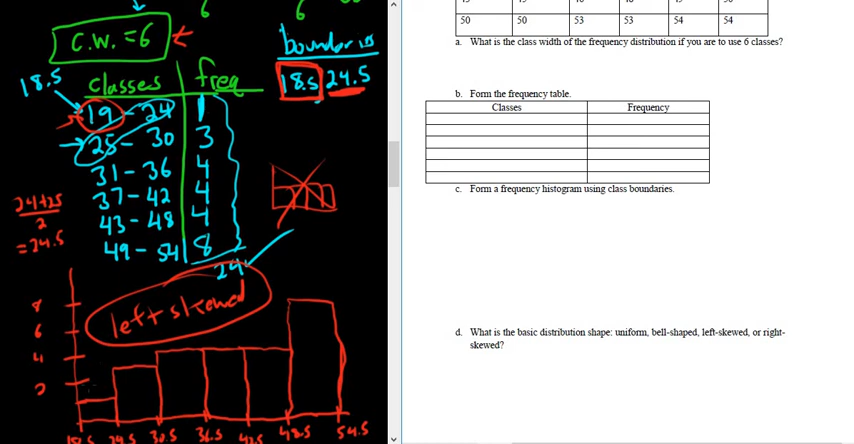 6 6
C.W. = 6
boundaries
18.5
classes freq
18.5, 24.5
19 - 24 1
25 - 30 3
31 - 36 4
37 - 42 4
43 - 48 4
49 - 54 8
24
24+25
2
= 24.5
left skewed
8
6
4
2
18.5 24.5 30.5 36.5 42.5 48.5 54.5
50 50 53 53 54 54
a. What is the class width of the frequency distribution if you are to use 6 classes?
b. Form the frequency table.
Classes Frequency
c. Form a frequency histogram using class boundaries.
d. What is the basic distribution shape: uniform, bell-shaped, left-skewed, or right-
skewed?